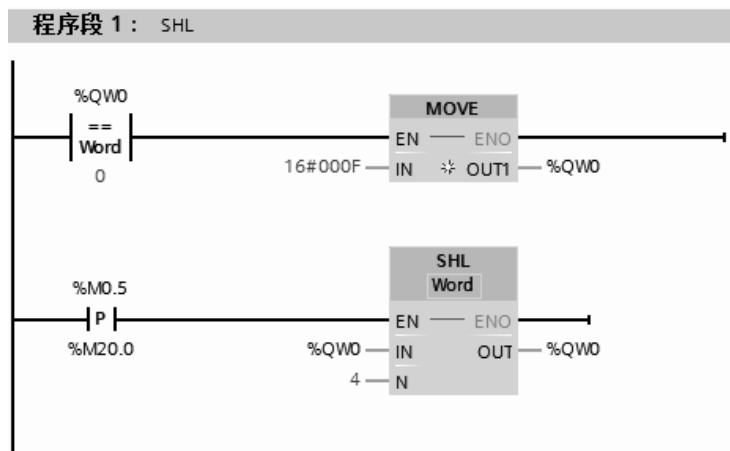 程序段 1： SHL
%QW0
==
Word
0
MOVE
EN ENO
16#000F IN OUT1 %QW0
%M0.5
P
%M20.0
SHL
Word
EN ENO
%QW0 IN OUT %QW0
4 N